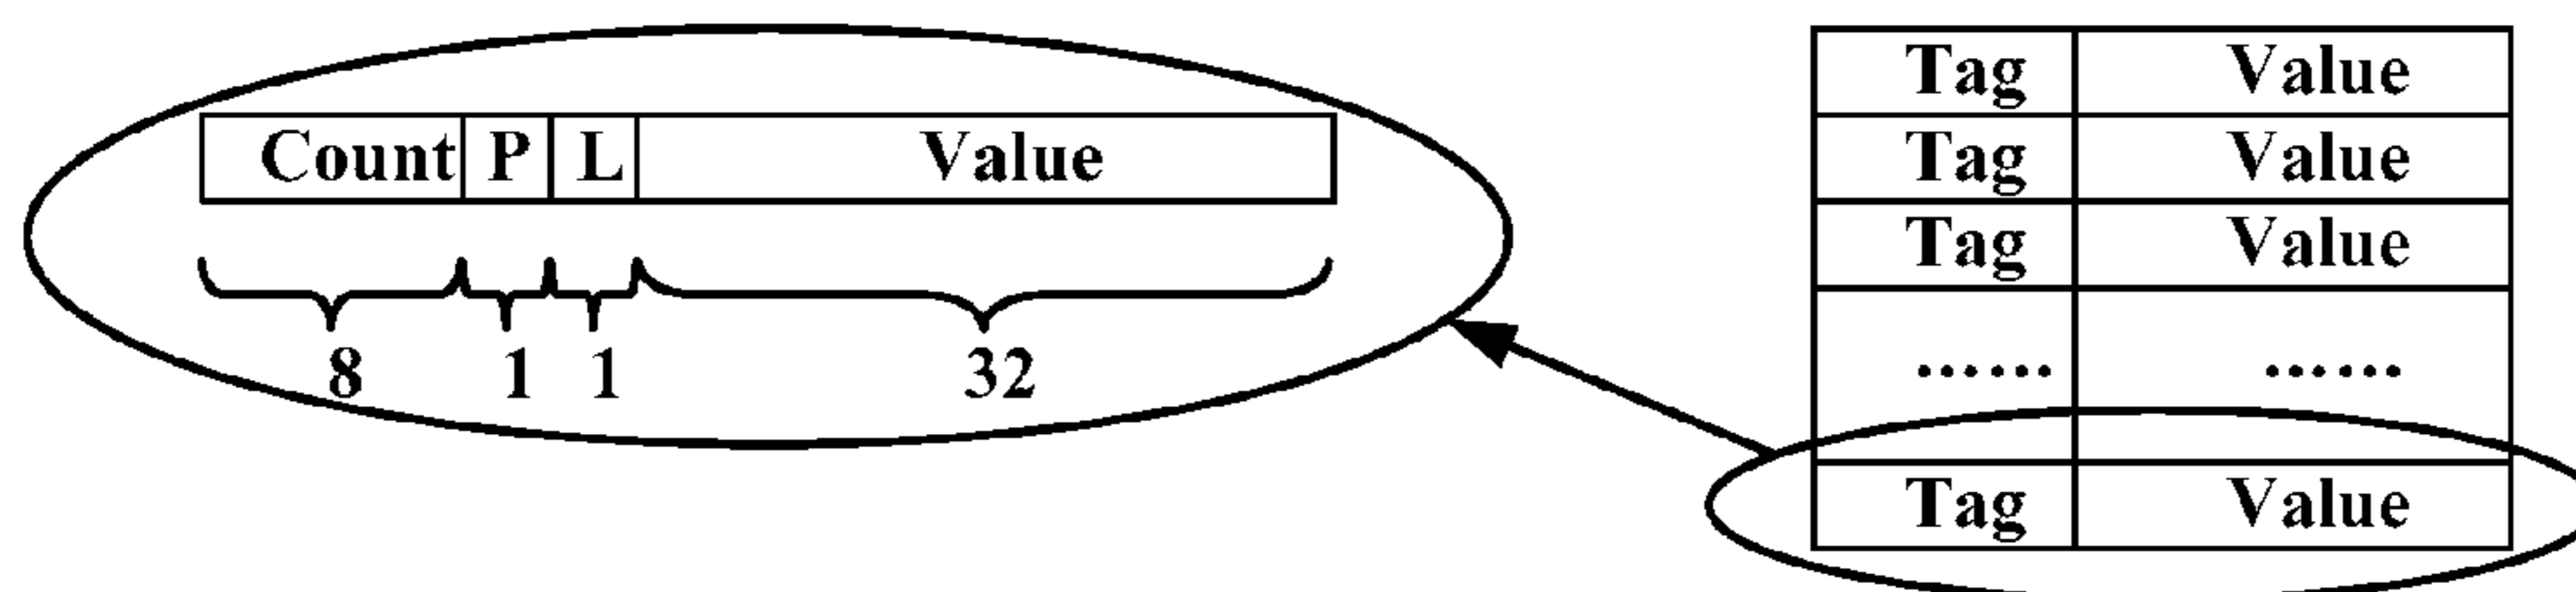 Count P L Value
8 1 1 32
Tag Value
Tag Value
Tag Value
...... ......
Tag Value